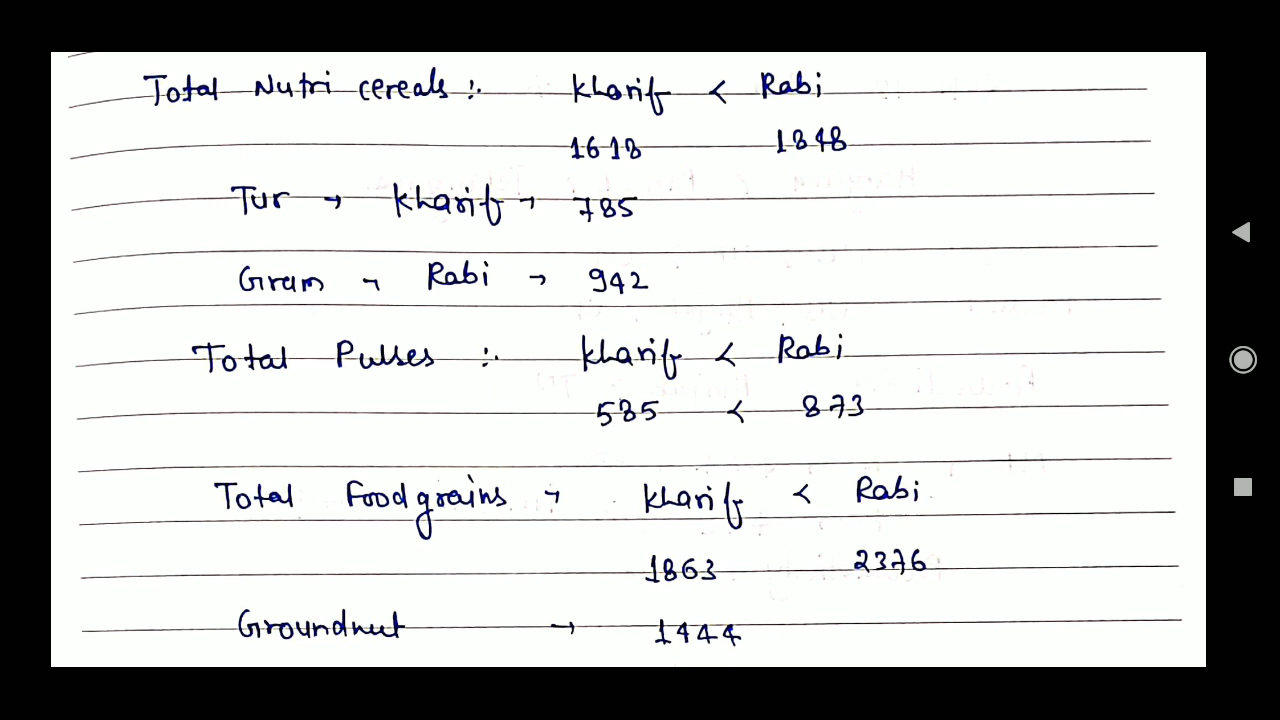 Total Nutri cereals :. Kharif < Rabi
1618 1848
Tur → Kharif → 785
Gram → Rabi → 942
Total Pulses :. Kharif < Rabi
585 < 873
Total Foodgrains → Kharif < Rabi
1863 2376
Groundnut → 1444